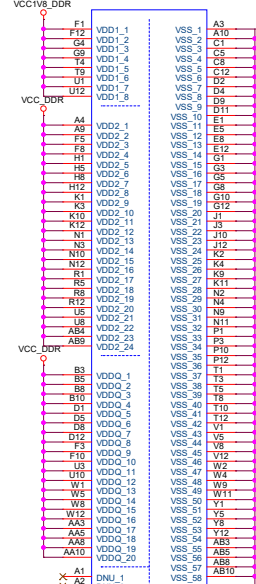 VCC1V8_DDR
F1 VDD1_1
F12 VDD1_2
G4 VDD1_3
G9 VDD1_4
T4 VDD1_5
T9 VDD1_6
U1 VDD1_7
U12 VDD1_8
VCC_DDR
A4 VDD2_1
A9 VDD2_2
F5 VDD2_3
F8 VDD2_4
H1 VDD2_5
H5 VDD2_6
H8 VDD2_7
H12 VDD2_8
K1 VDD2_9
K3 VDD2_10
K10 VDD2_11
K12 VDD2_12
N1 VDD2_13
N3 VDD2_14
N10 VDD2_15
N12 VDD2_16
R1 VDD2_17
R5 VDD2_18
R8 VDD2_19
R12 VDD2_20
U5 VDD2_21
U8 VDD2_22
AB4 VDD2_23
AB9 VDD2_24
VCC_DDR
B3 VDDQ_1
B5 VDDQ_2
B8 VDDQ_3
B10 VDDQ_4
D1 VDDQ_5
D5 VDDQ_6
D8 VDDQ_7
D12 VDDQ_8
F3 VDDQ_9
F10 VDDQ_10
U3 VDDQ_11
U10 VDDQ_12
W1 VDDQ_13
W5 VDDQ_14
W8 VDDQ_15
W12 VDDQ_16
AA3 VDDQ_17
AA5 VDDQ_18
AA8 VDDQ_19
AA10 VDDQ_20
A1 DNU_1
A2
VSS_1 A3
VSS_2 A10
VSS_3 C1
VSS_4 C5
VSS_5 C8
VSS_6 C12
VSS_7 D2
VSS_8 D4
VSS_9 D9
VSS_10 D11
VSS_11 E1
VSS_12 E5
VSS_13 E8
VSS_14 E12
VSS_15 G1
VSS_16 G3
VSS_17 G5
VSS_18 G8
VSS_19 G10
VSS_20 G12
VSS_21 J1
VSS_22 J3
VSS_23 J10
VSS_24 J12
VSS_25 K2
VSS_26 K4
VSS_27 K9
VSS_28 K11
VSS_29 N2
VSS_30 N4
VSS_31 N9
VSS_32 N11
VSS_33 P1
VSS_34 P3
VSS_35 P10
VSS_36 P12
VSS_37 T1
VSS_38 T3
VSS_39 T5
VSS_40 T8
VSS_41 T10
VSS_42 T12
VSS_43 V1
VSS_44 V5
VSS_45 V8
VSS_46 V12
VSS_47 W2
VSS_48 W4
VSS_49 W9
VSS_50 W11
VSS_51 Y1
VSS_52 Y5
VSS_53 Y8
VSS_54 Y12
VSS_55 AB3
VSS_56 AB5
VSS_57 AB8
VSS_58 AB10